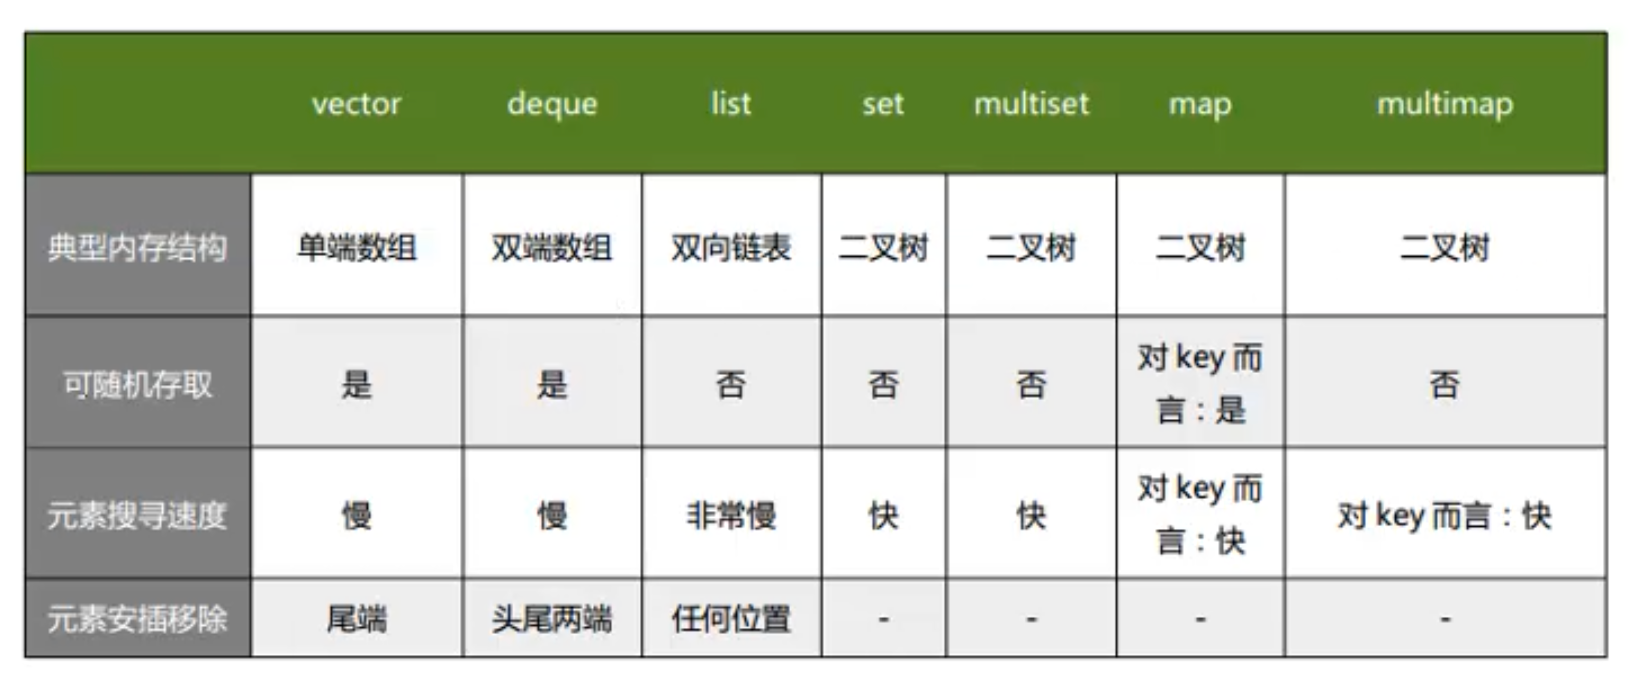 vector deque list set multiset map multimap
典型内存结构 单端数组 双端数组 双向链表 二叉树 二叉树 二叉树 二叉树
可随机存取 是 是 否 否 否 对 key 而言：是 否
元素搜寻速度 慢 慢 非常慢 快 快 对 key 而言：快 对 key 而言：快
元素安插移除 尾端 头尾两端 任何位置 - - - -